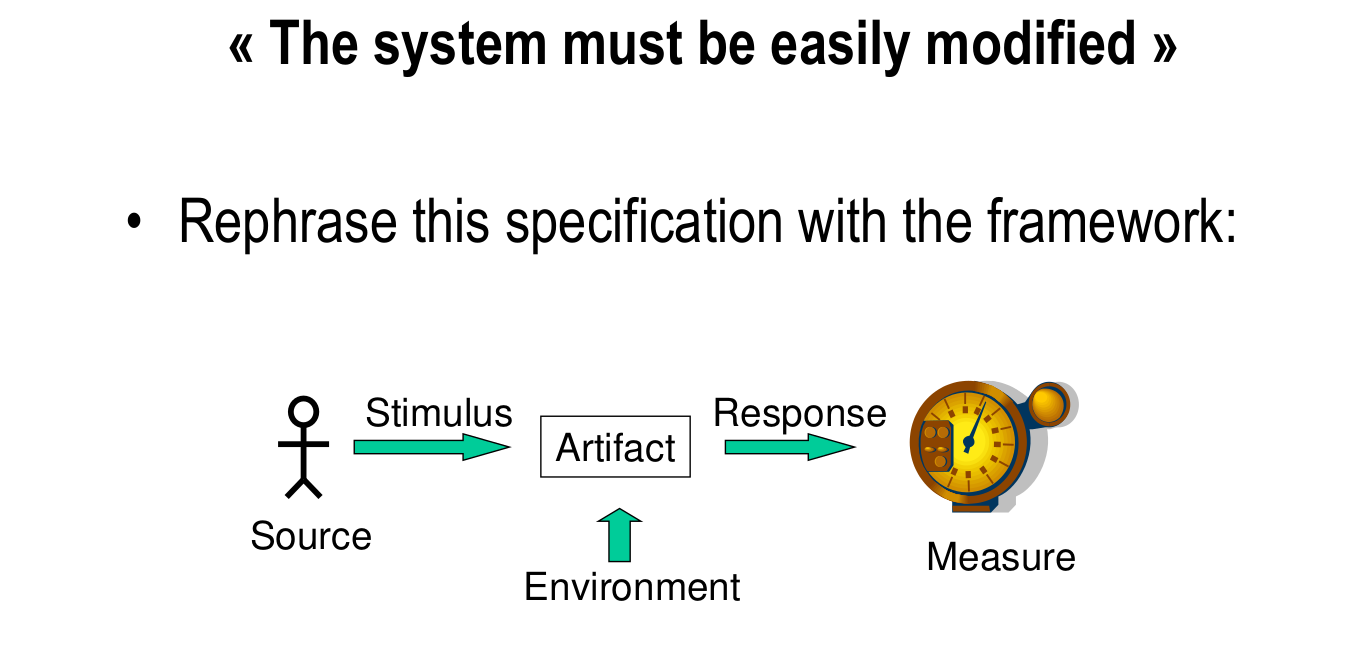 « The system must be easily modified »
• Rephrase this specification with the framework:
Stimulus
Response
Artifact
Source
Measure
Environment